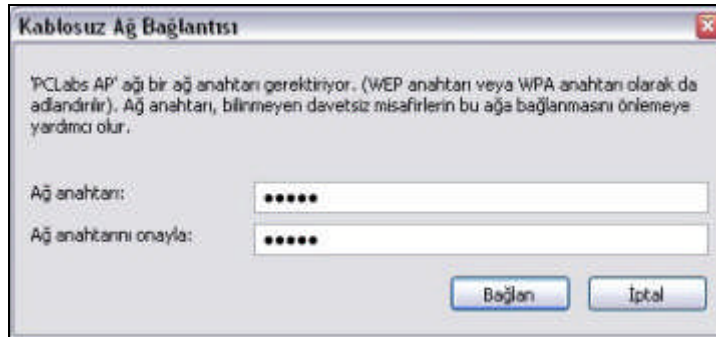 Kablosuz Ağ Bağlantısı
'PCLabs AP' ağı bir ağ anahtarı gerektiriyor. (WEP anahtarı veya WPA anahtarı olarak da
adlandırılır). Ağ anahtarı, bilinmeyen davetsiz misafirlerin bu ağa bağlanmasını önlemeye
yardımcı olur.
Ağ anahtarı: •••••
Ağ anahtarını onayla: •••••
Bağlan İptal